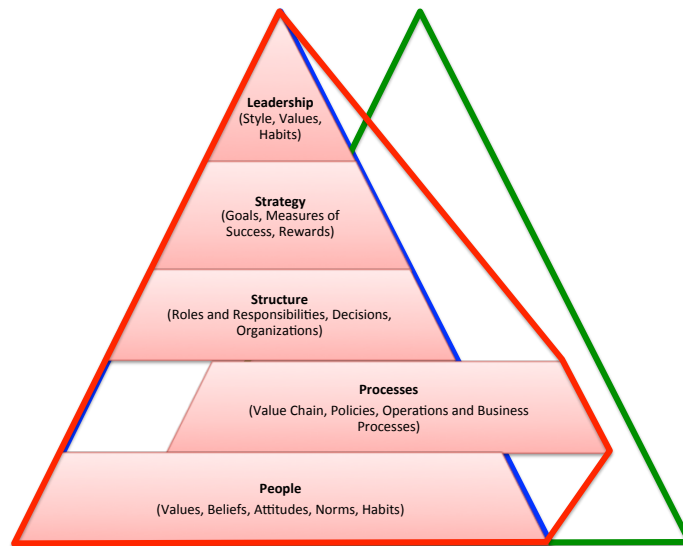 Leadership
(Style, Values,
Habits)
Strategy
(Goals, Measures of
Success, Rewards)
Structure
(Roles and Responsibilities, Decisions,
Organizations)
Processes
(Value Chain, Policies, Operations and Business
Processes)
People
(Values, Beliefs, Attitudes, Norms, Habits)